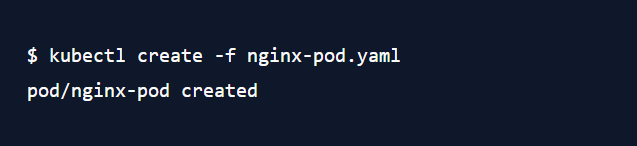 $ kubectl create -f nginx-pod.yaml
pod/nginx-pod created